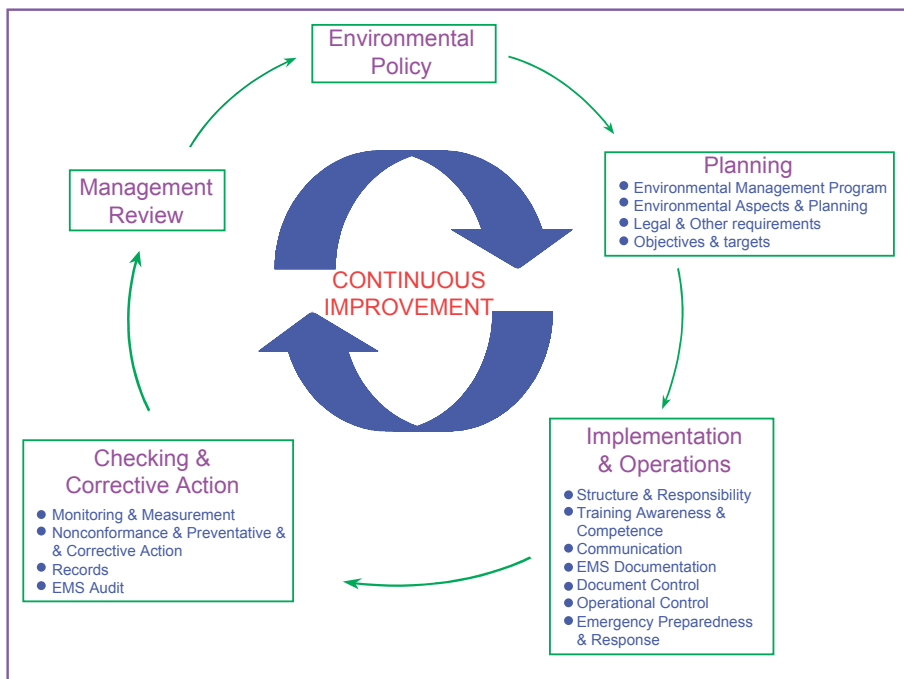 Environmental
Policy
Planning
Environmental Management Program
Environmental Aspects & Planning
Legal & Other requirements
Objectives & targets
Implementation
& Operations
Structure & Responsibility
Training Awareness &
Competence
Communication
EMS Documentation
Document Control
Operational Control
Emergency Preparedness
& Response
Checking &
Corrective Action
Monitoring & Measurement
Nonconformance & Preventative &
& Corrective Action
Records
EMS Audit
Management
Review
CONTINUOUS
IMPROVEMENT